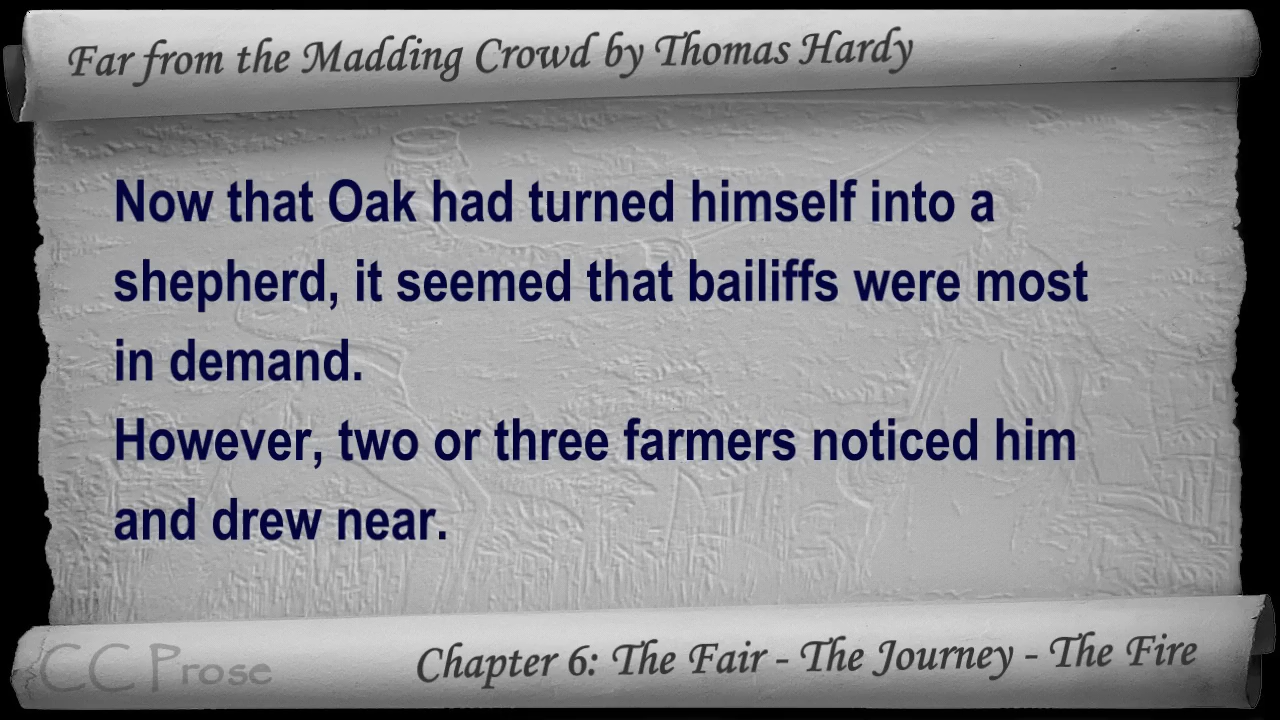 Far from the Madding Crowd by Thomas Hardy
Now that Oak had turned himself into a
shepherd, it seemed that bailiffs were most
in demand.
However, two or three farmers noticed him
and drew near.
CC Prose
Chapter 6: The Fair - The Journey - The Fire